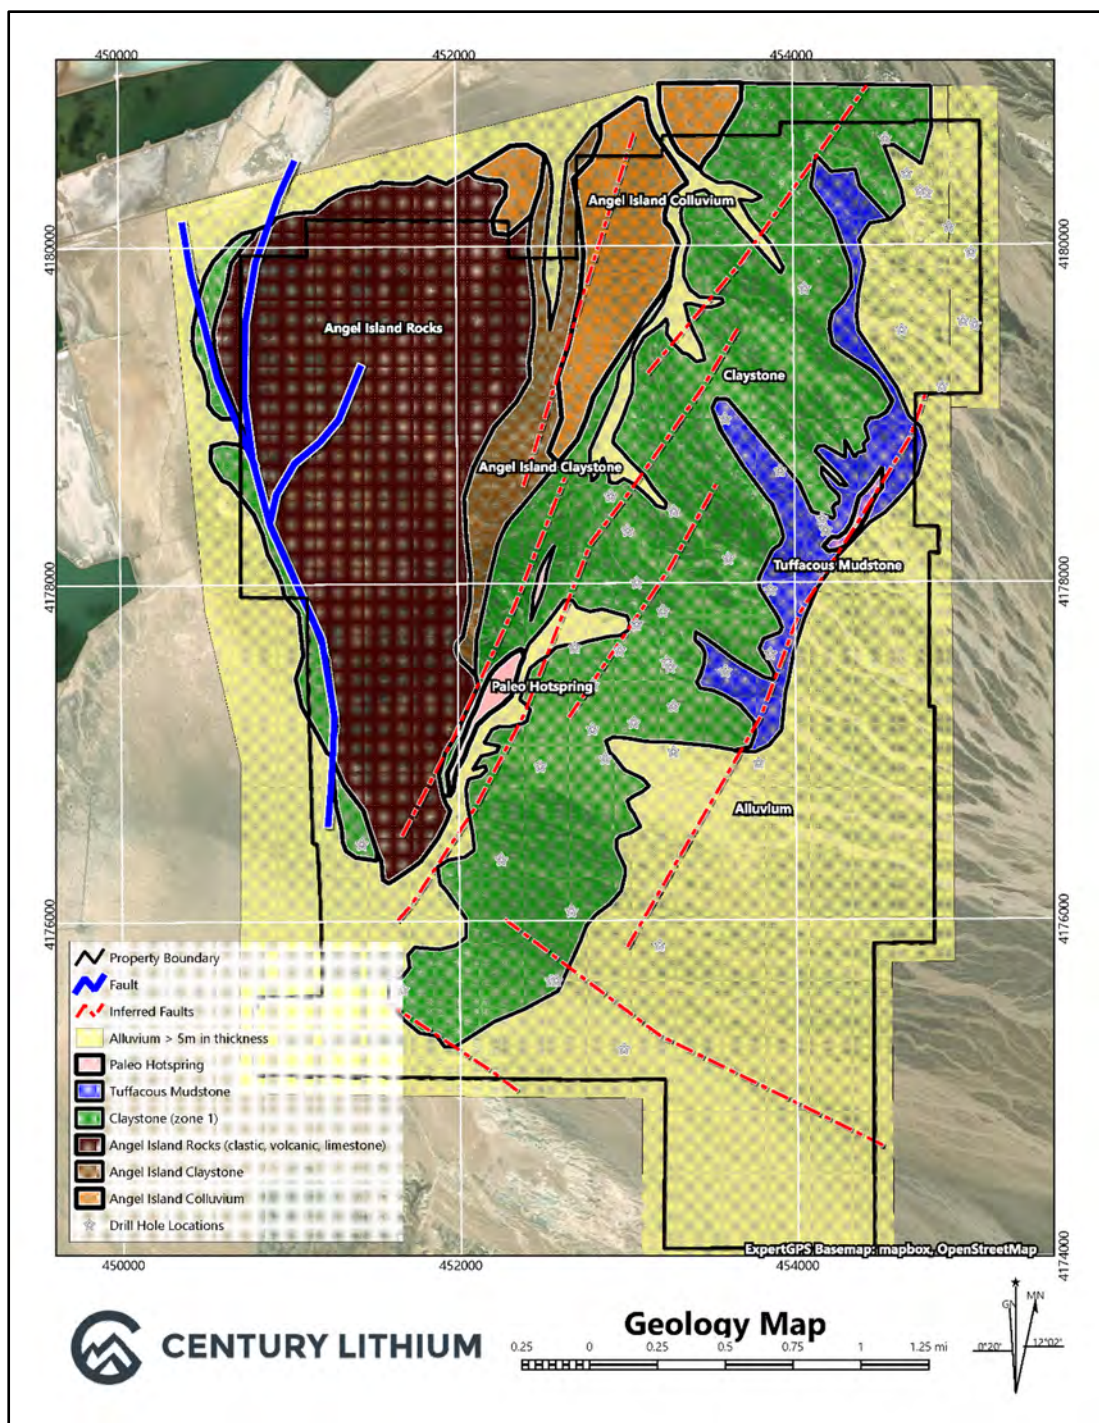 450000
452000
454000
4180000
4180000
Angel Island Colluvium
Angel Island Rocks
Claystone
Angel Island Claystone
4178000
4178000
Tuffacous Mudstone
Paleo Hotspring
Alluvium
4176000
4176000
Property Boundary
Fault
Inferred Faults
Alluvium > 5m in thickness
Paleo Hotspring
Tuffacous Mudstone
Claystone (zone 1)
Angel Island Rocks (clastic, volcanic, limestone)
Angel Island Claystone
Angel Island Colluvium
Drill Hole Locations
ExpertGPS Basemap: mapbox, OpenStreetMap
4174000
450000
452000
454000
CENTURY LITHIUM
Geology Map
0.25 0 0.25 0.5 0.75 1 1.25 mi
GN MN
0°20' 12°02'